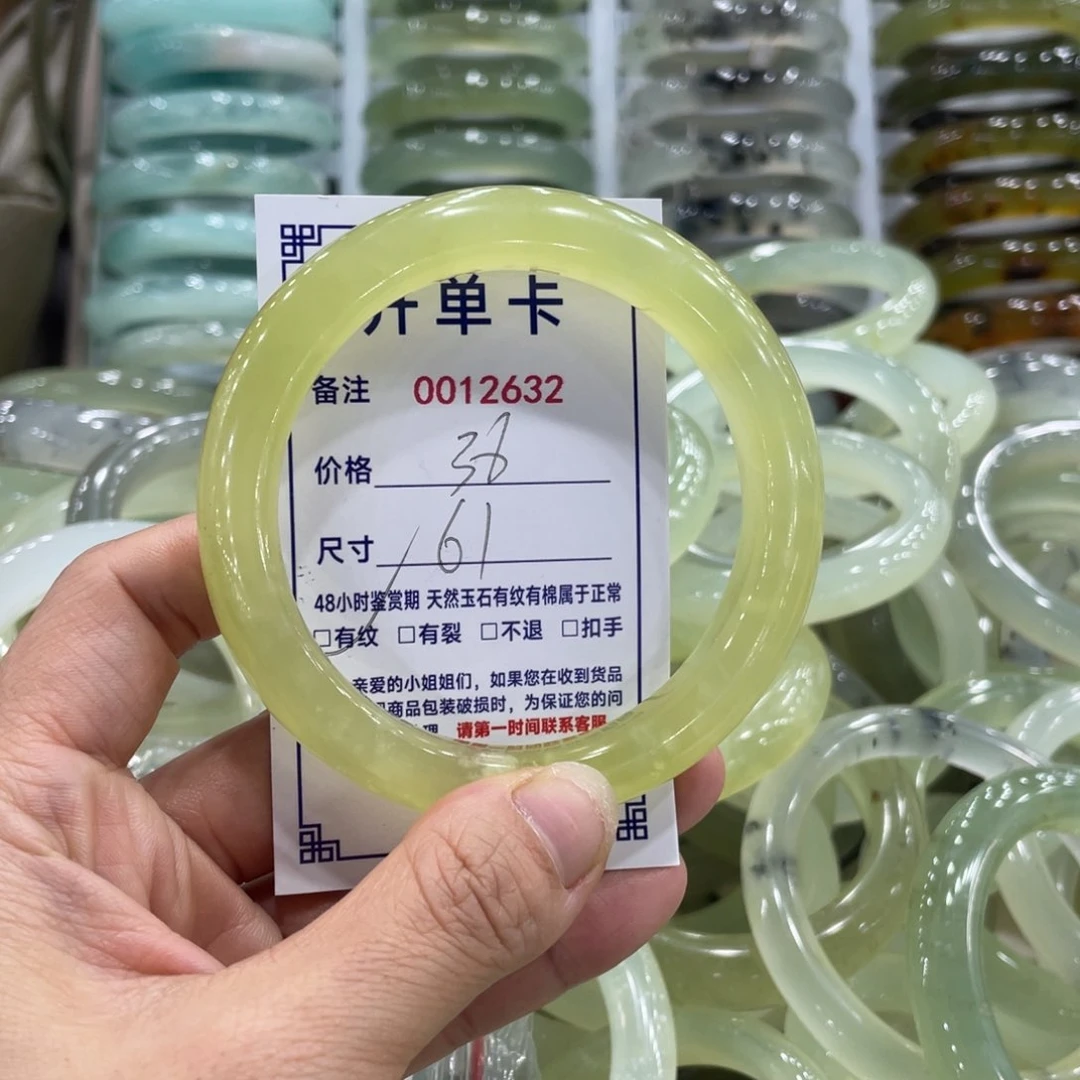 开单卡
备注 0012632
价格
尺寸 61
48小时鉴赏期 天然玉石有纹有棉属于正常
□有纹 □有裂 □不退 □扣手
亲爱的小姐姐们，如果您在收到货品
商品包装破损时，为保证您的问
理 请第一时间联系客服